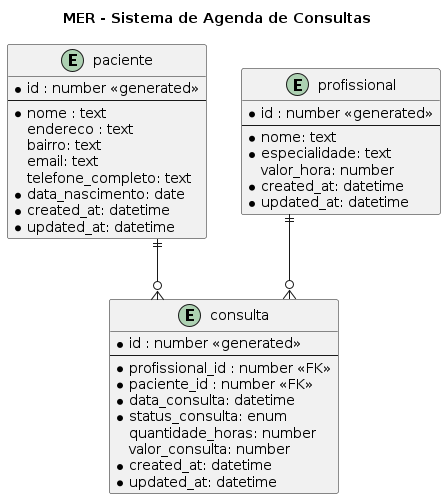 MER - Sistema de Agenda de Consultas
E paciente
id : number «generated»
nome : text
endereco : text
bairro: text
email: text
telefone_completo: text
data_nascimento: date
created_at: datetime
updated_at: datetime
E profissional
id : number «generated»
nome: text
especialidade: text
valor_hora: number
created_at: datetime
updated_at: datetime
E consulta
id : number «generated»
profissional_id : number «FK»
paciente_id : number «FK»
data_consulta: datetime
status_consulta: enum
quantidade_horas: number
valor_consulta: number
created_at: datetime
updated_at: datetime